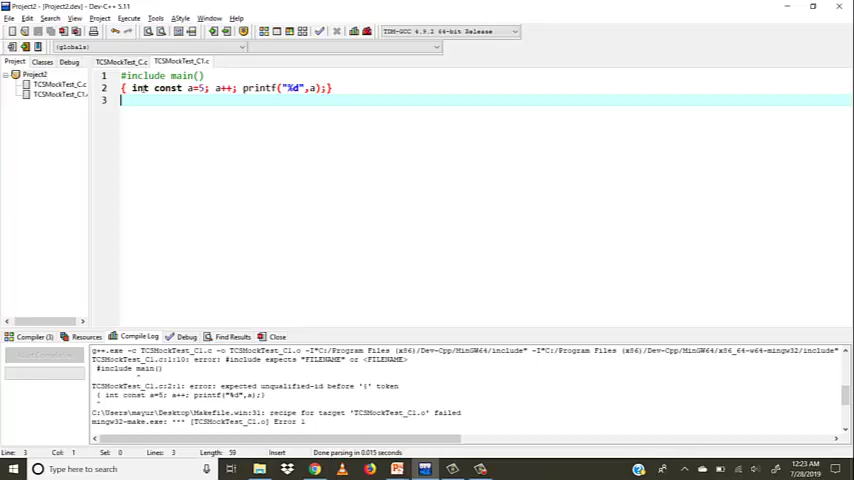 Project2 - [Project2.dev] - Dev-C++ 5.11
File Edit Search View Project Execute Tools AStyle Window Help
TDM-GCC 4.9.2 64-bit Release
(globals)
Project Classes Debug
TCSMockTest_C.c TCSMockTest_C1.c
Project2
TCSMockTest_C.c
TCSMockTest_C1.
1 #include main()
2 { int const a=5; a++; printf("%d",a);}
3
Compiler (3) Resources Compile Log Debug Find Results Close
Abort Compilation
g++.exe -c TCSMockTest_C1.c -o TCSMockTest_C1.o -I"C:/Program Files (x86)/Dev-Cpp/MinGW64/include" -I"C:/Program Files (x86)/Dev-Cpp/MinGW64/x86_64-w64-mingw32/include"
TCSMockTest_C1.c:1:10: error: #include expects "FILENAME" or <FILENAME>
#include main()
^
TCSMockTest_C1.c:2:1: error: expected unqualified-id before '{' token
{ int const a=5; a++; printf("%d",a);}
^
C:\Users\mayur\Desktop\Makefile.win:31: recipe for target 'TCSMockTest_C1.o' failed
mingw32-make.exe: *** [TCSMockTest_C1.o] Error 1
Line: 3 Col: 1 Sel: 0 Lines: 3 Length: 59 Insert Done parsing in 0.015 seconds
Type here to search
12:23 AM
7/28/2019